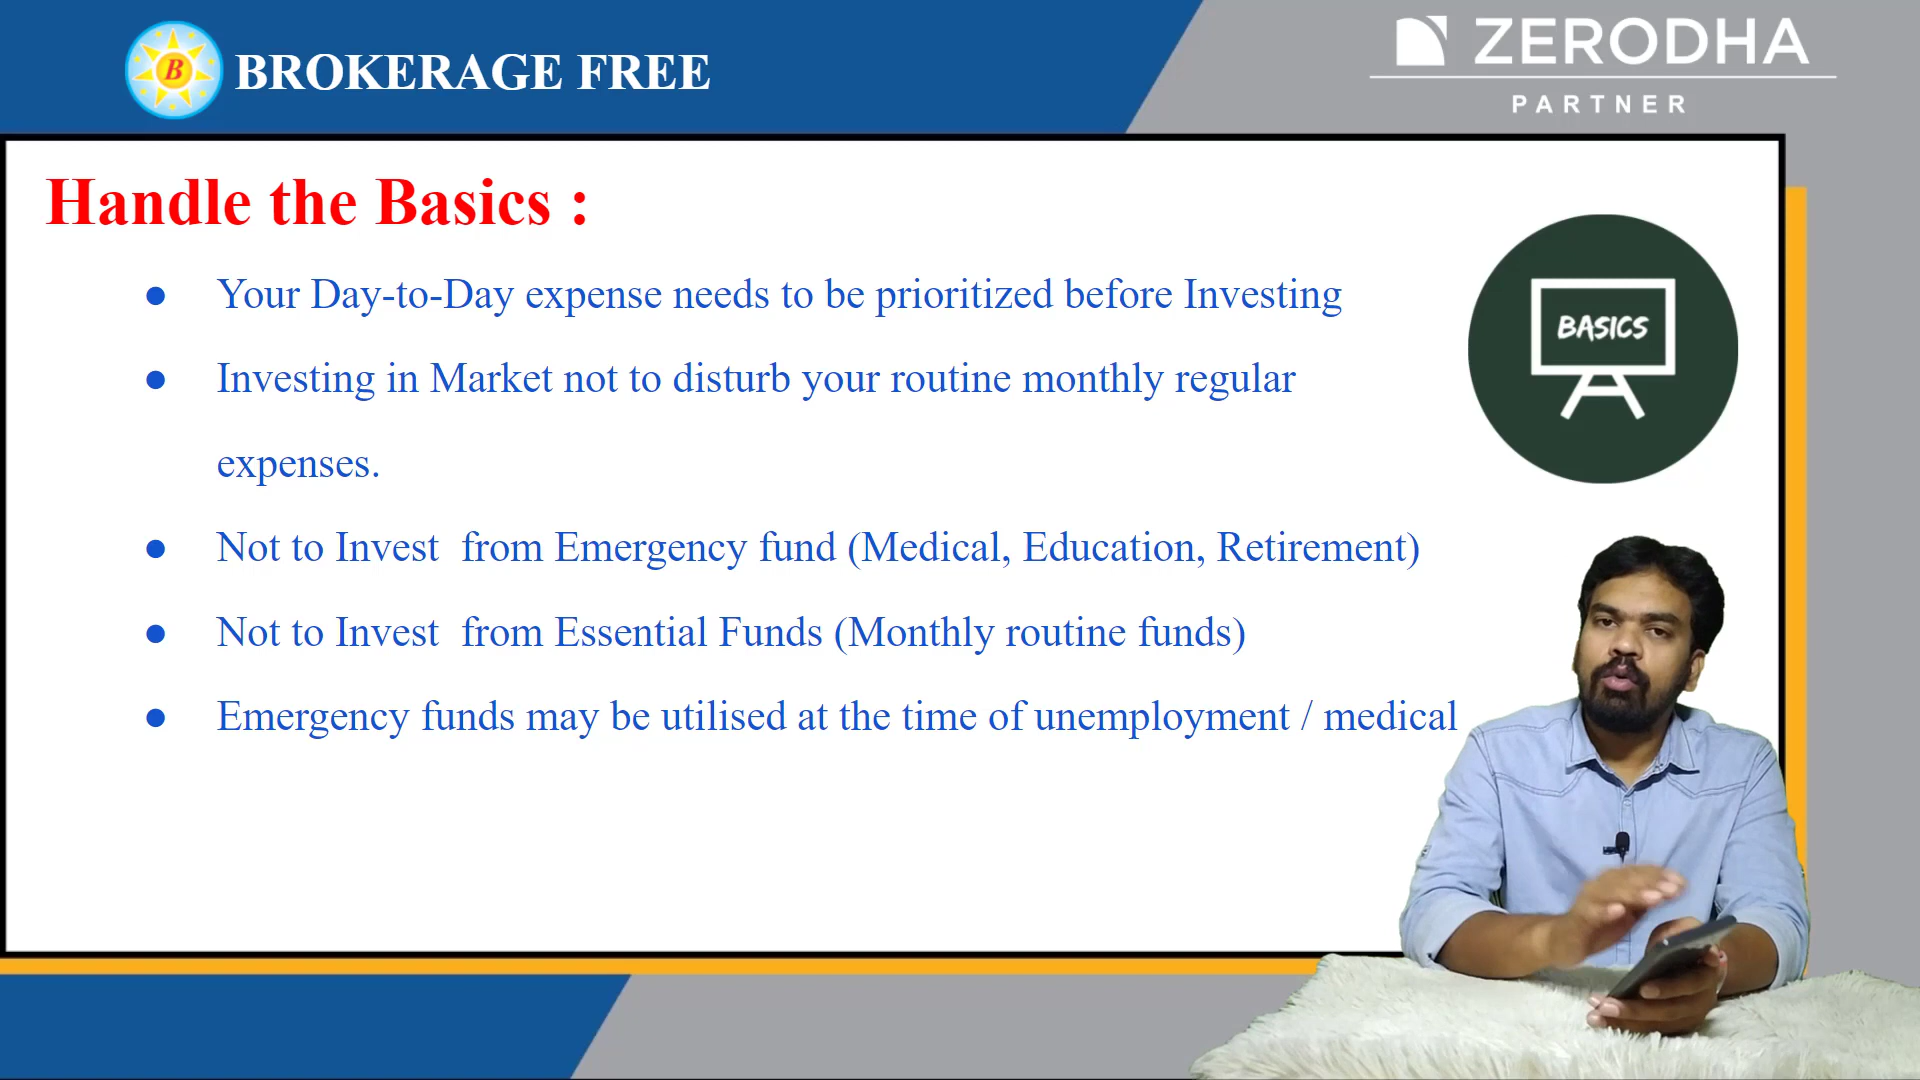 B
BROKERAGE FREE
ZERODHA
PARTNER
Handle the Basics :
● Your Day-to-Day expense needs to be prioritized before Investing
● Investing in Market not to disturb your routine monthly regular
expenses.
● Not to Invest  from Emergency fund (Medical, Education, Retirement)
● Not to Invest  from Essential Funds (Monthly routine funds)
● Emergency funds may be utilised at the time of unemployment / medical
BASICS